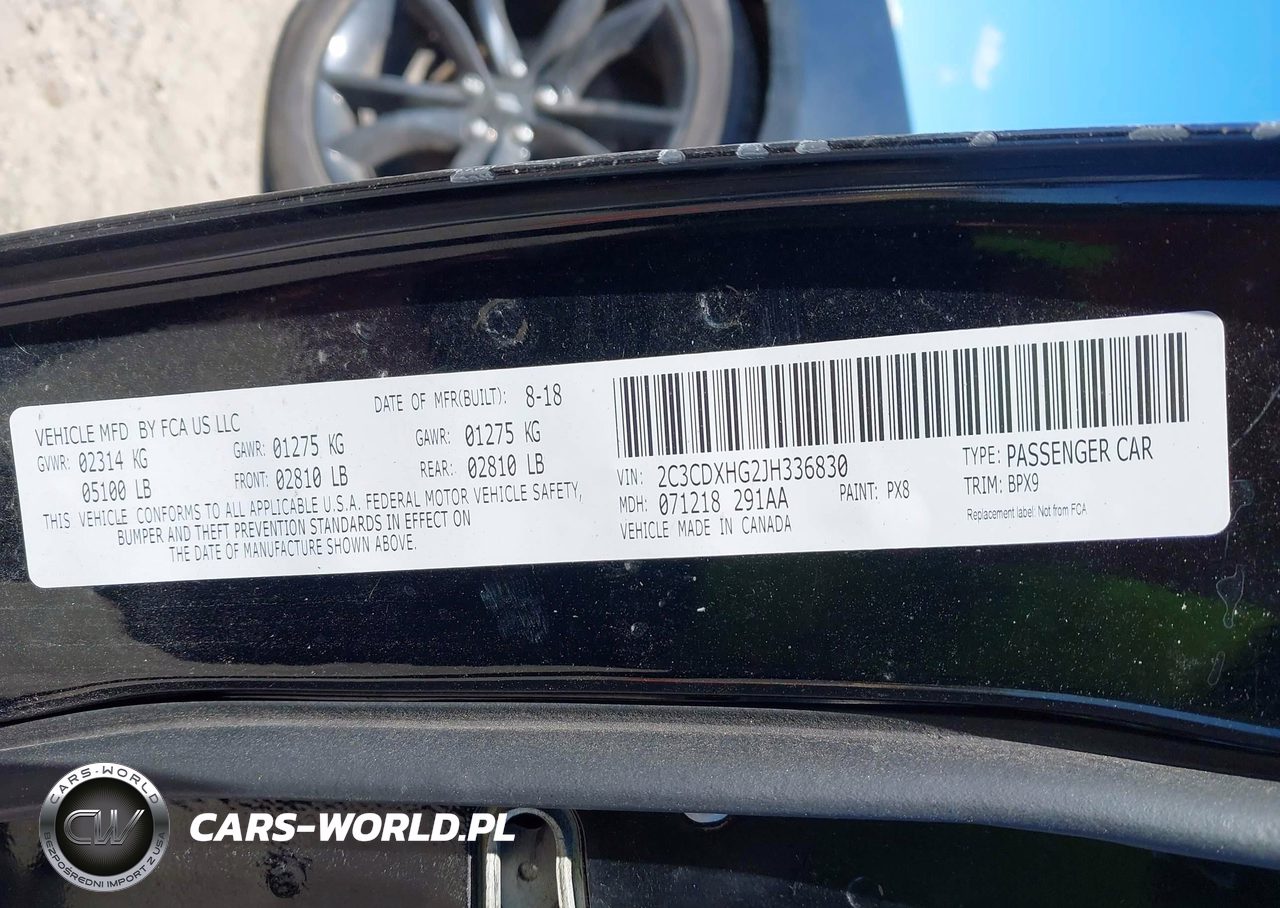 DATE OF MFR(BUILT): 8-18
VEHICLE MFD BY FCA US LLC
GVWR: 02314 KG GAWR: 01275 KG GAWR: 01275 KG
05100 LB FRONT: 02810 LB REAR: 02810 LB
THIS VEHICLE CONFORMS TO ALL APPLICABLE U.S.A. FEDERAL MOTOR VEHICLE SAFETY,
BUMPER AND THEFT PREVENTION STANDARDS IN EFFECT ON
THE DATE OF MANUFACTURE SHOWN ABOVE.
VIN: 2C3CDXHG2JH336830 TYPE: PASSENGER CAR
MDH: 071218 291AA PAINT: PX8 TRIM: BPX9
VEHICLE MADE IN CANADA Replacement label Not from FCA
CARS-WORLD
CW
BEZPOŚREDNI IMPORT Z USA
CARS-WORLD.PL